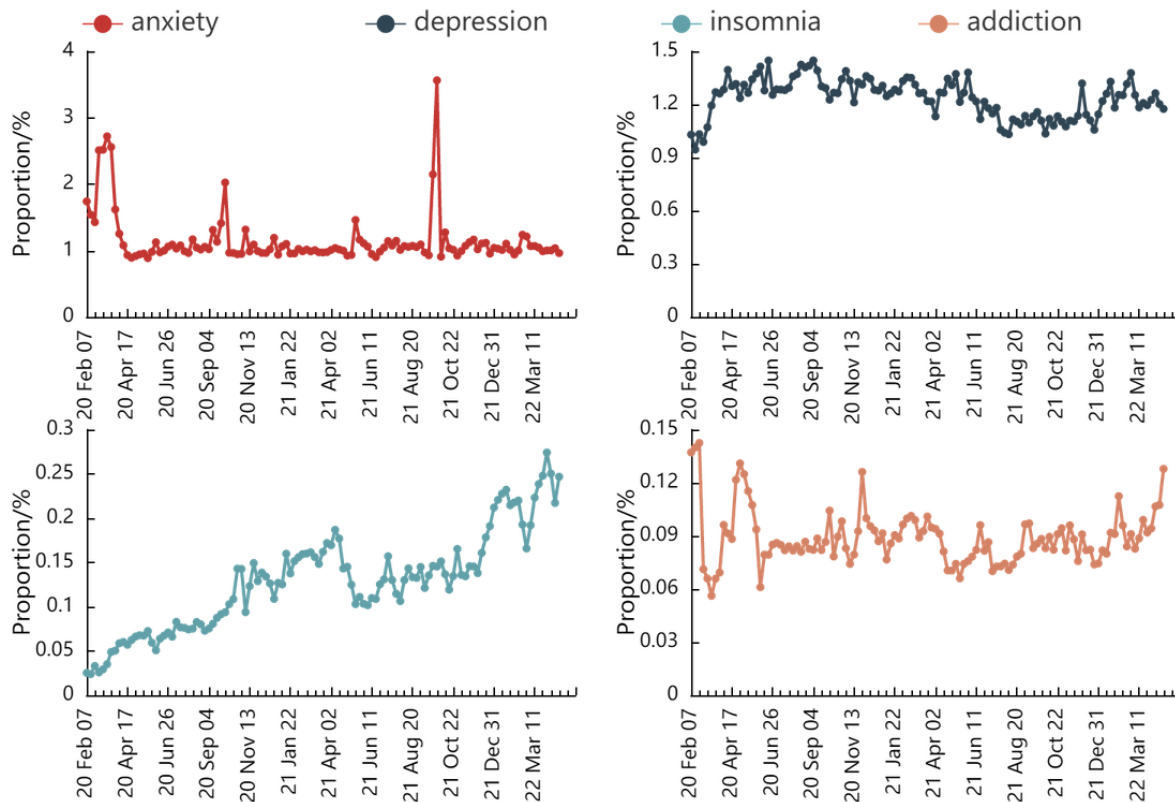 anxiety depression insomnia addiction
Proportion/%
4
3
2
1
0
20 Feb 07
20 Apr 17
20 Jun 26
20 Sep 04
20 Nov 13
21 Jan 22
21 Apr 02
21 Jun 11
21 Aug 20
21 Oct 22
21 Dec 31
22 Mar 11
Proportion/%
1.5
1.2
0.9
0.6
0.3
0
20 Feb 07
20 Apr 17
20 Jun 26
20 Sep 04
20 Nov 13
21 Jan 22
21 Apr 02
21 Jun 11
21 Aug 20
21 Oct 22
21 Dec 31
22 Mar 11
Proportion/%
0.3
0.25
0.2
0.15
0.1
0.05
0
20 Feb 07
20 Apr 17
20 Jun 26
20 Sep 04
20 Nov 13
21 Jan 22
21 Apr 02
21 Jun 11
21 Aug 20
21 Oct 22
21 Dec 31
22 Mar 11
Proportion/%
0.15
0.12
0.09
0.06
0.03
0
20 Feb 07
20 Apr 17
20 Jun 26
20 Sep 04
20 Nov 13
21 Jan 22
21 Apr 02
21 Jun 11
21 Aug 20
21 Oct 22
21 Dec 31
22 Mar 11